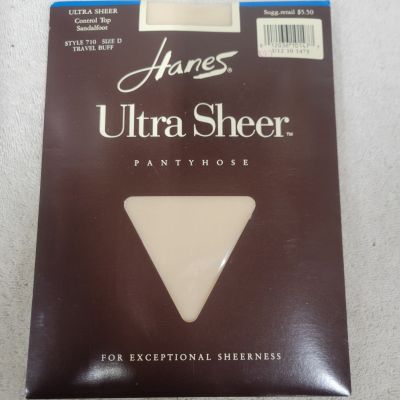 ULTRA SHEER
Control Top
Sandalfoot
STYLE 710 SIZE D
TRAVEL BUFF
Sugg. retail $5.50
Hanes®
Ultra Sheer™
PANTYHOSE
FOR EXCEPTIONAL SHEERNESS